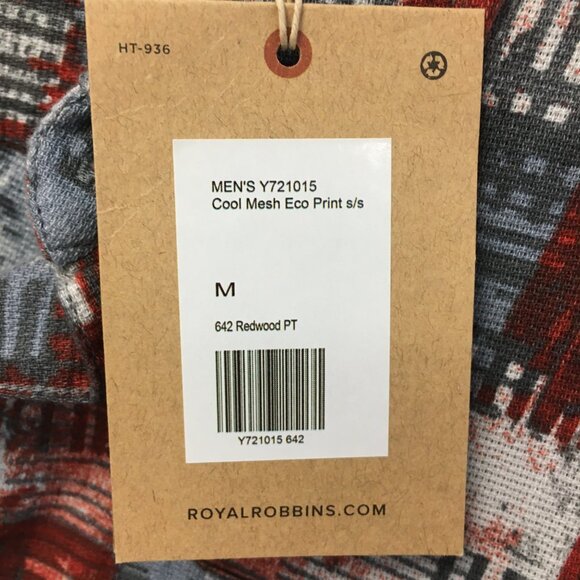 HT-936
MEN'S Y721015
Cool Mesh Eco Print s/s
M
642 Redwood PT
Y721015 642
ROYALROBBINS.COM